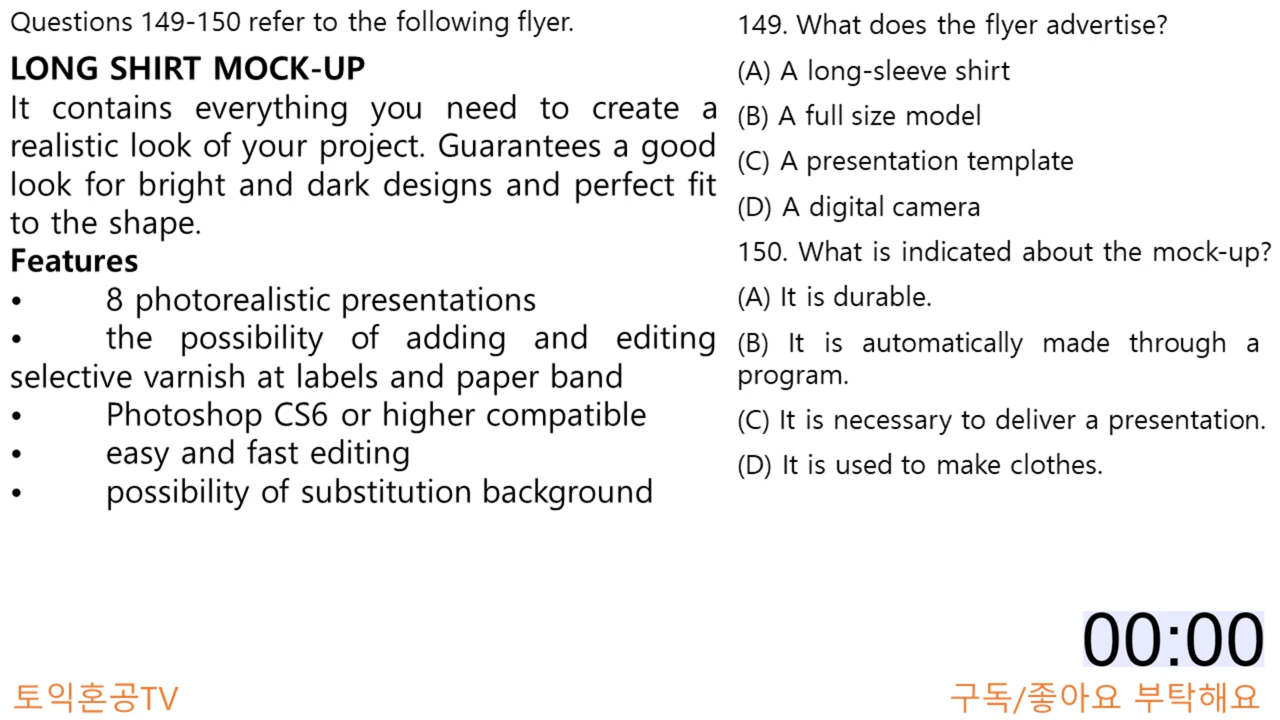 Questions 149-150 refer to the following flyer.
LONG SHIRT MOCK-UP
It contains everything you need to create a
realistic look of your project. Guarantees a good
look for bright and dark designs and perfect fit
to the shape.
Features
• 8 photorealistic presentations
• the possibility of adding and editing
selective varnish at labels and paper band
• Photoshop CS6 or higher compatible
• easy and fast editing
• possibility of substitution background
149. What does the flyer advertise?
(A) A long-sleeve shirt
(B) A full size model
(C) A presentation template
(D) A digital camera
150. What is indicated about the mock-up?
(A) It is durable.
(B) It is automatically made through a
program.
(C) It is necessary to deliver a presentation.
(D) It is used to make clothes.
00:00
토익혼공TV
구독/좋아요 부탁해요